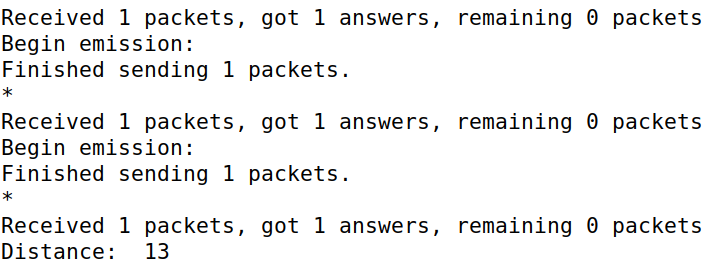 Received 1 packets, got 1 answers, remaining 0 packets
Begin emission:
Finished sending 1 packets.
*
Received 1 packets, got 1 answers, remaining 0 packets
Begin emission:
Finished sending 1 packets.
*
Received 1 packets, got 1 answers, remaining 0 packets
Distance:  13